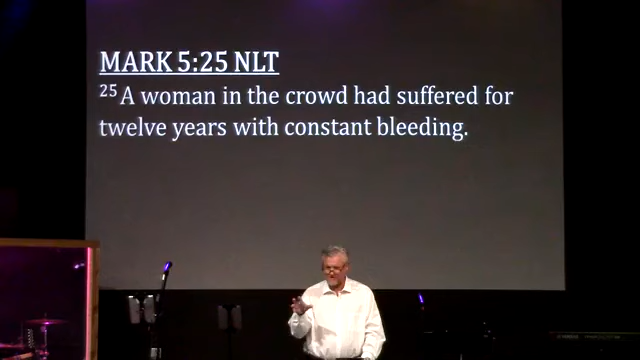 MARK 5:25 NLT
25 A woman in the crowd had suffered for
twelve years with constant bleeding.